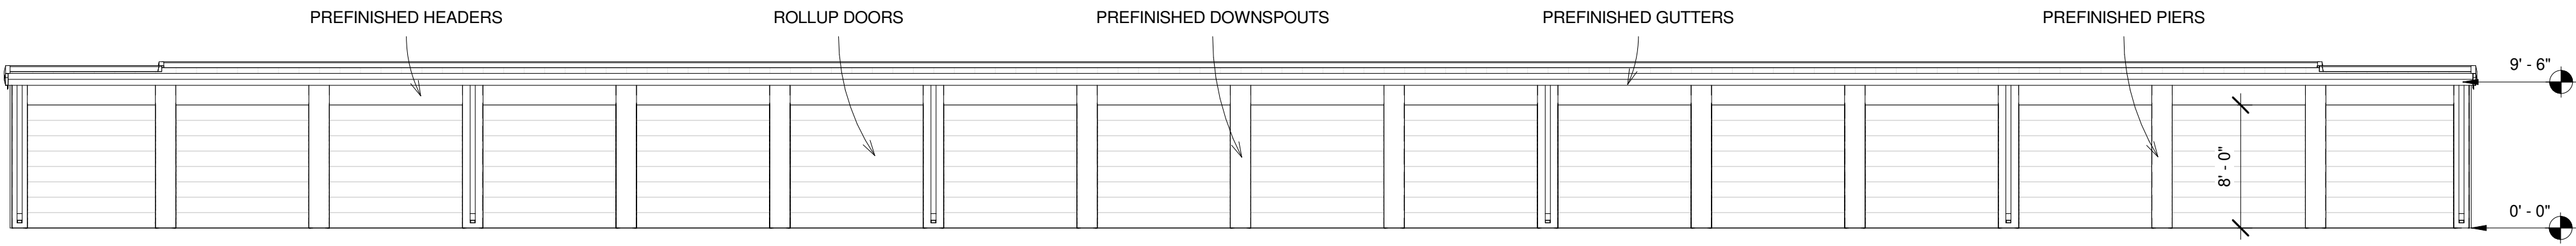 PREFINISHED HEADERS
ROLLUP DOORS
PREFINISHED DOWNSPOUTS
PREFINISHED GUTTERS
PREFINISHED PIERS
9' - 6"
8' - 0"
0' - 0"